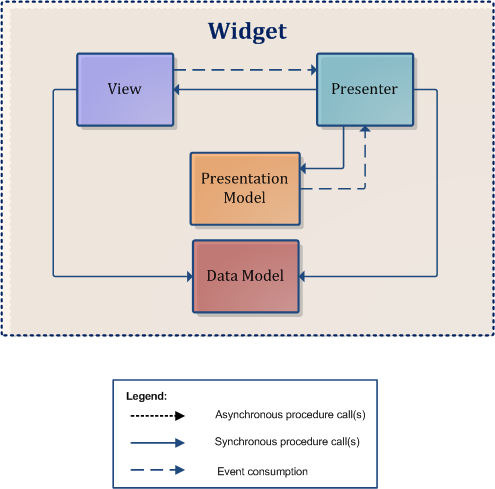 Widget
View
Presenter
Presentation
Model
Data Model
Legend:
Asynchronous procedure call(s)
Synchronous procedure call(s)
Event consumption